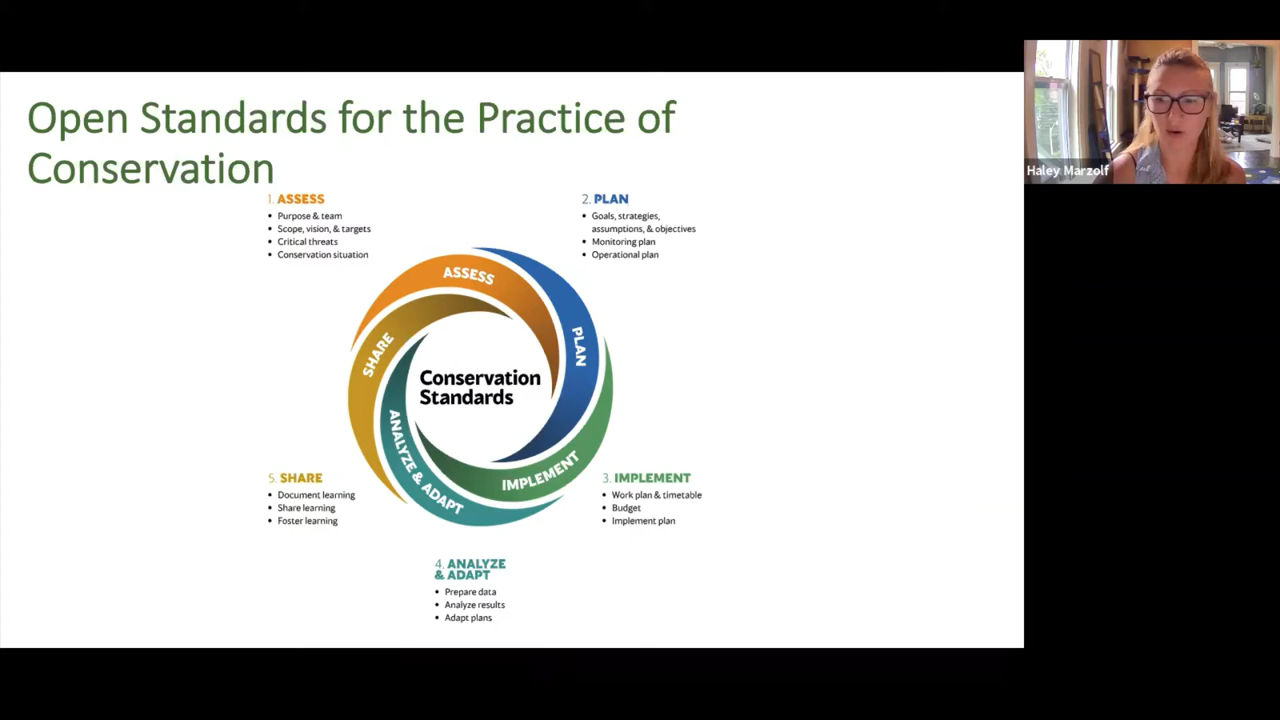 Open Standards for the Practice of
Conservation
1. ASSESS
• Purpose & team
• Scope, vision, & targets
• Critical threats
• Conservation situation
2. PLAN
• Goals, strategies,
assumptions, & objectives
• Monitoring plan
• Operational plan
ASSESS
PLAN
SHARE
Conservation
Standards
ANALYZE & ADAPT
IMPLEMENT
5. SHARE
• Document learning
• Share learning
• Foster learning
3. IMPLEMENT
• Work plan & timetable
• Budget
• Implement plan
4. ANALYZE
& ADAPT
• Prepare data
• Analyze results
• Adapt plans
Haley Marzolf